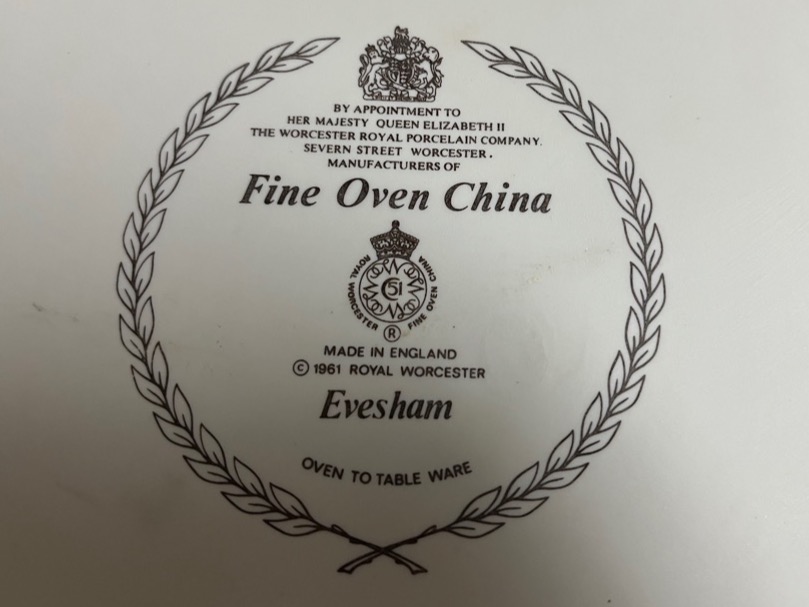 BY APPOINTMENT TO
HER MAJESTY QUEEN ELIZABETH II
THE WORCESTER ROYAL PORCELAIN COMPANY.
SEVERN STREET WORCESTER.
MANUFACTURERS OF
Fine Oven China
ROYAL WORCESTER FINE OVEN CHINA
51
®
MADE IN ENGLAND
© 1961 ROYAL WORCESTER
Evesham
OVEN TO TABLE WARE